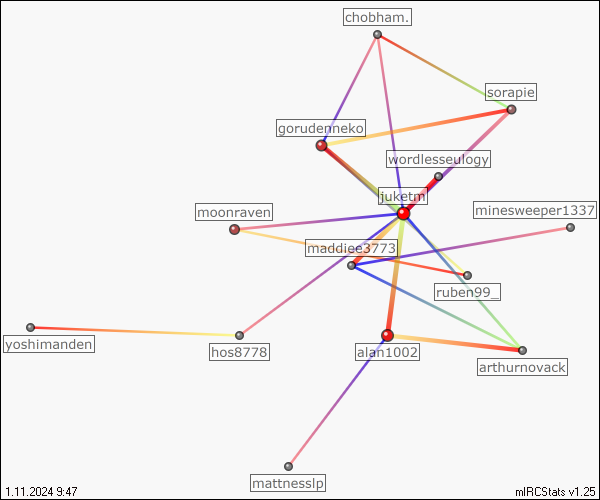 chobham.
sorapie
gorudenneko
wordlesseulogy
juketm
moonraven
minesweeper1337
maddiee3773
ruben99_
yoshimanden
hos8778
alan1002
arthurnovack
mattnesslp
1.11.2024 9:47
mIRCStats v1.25